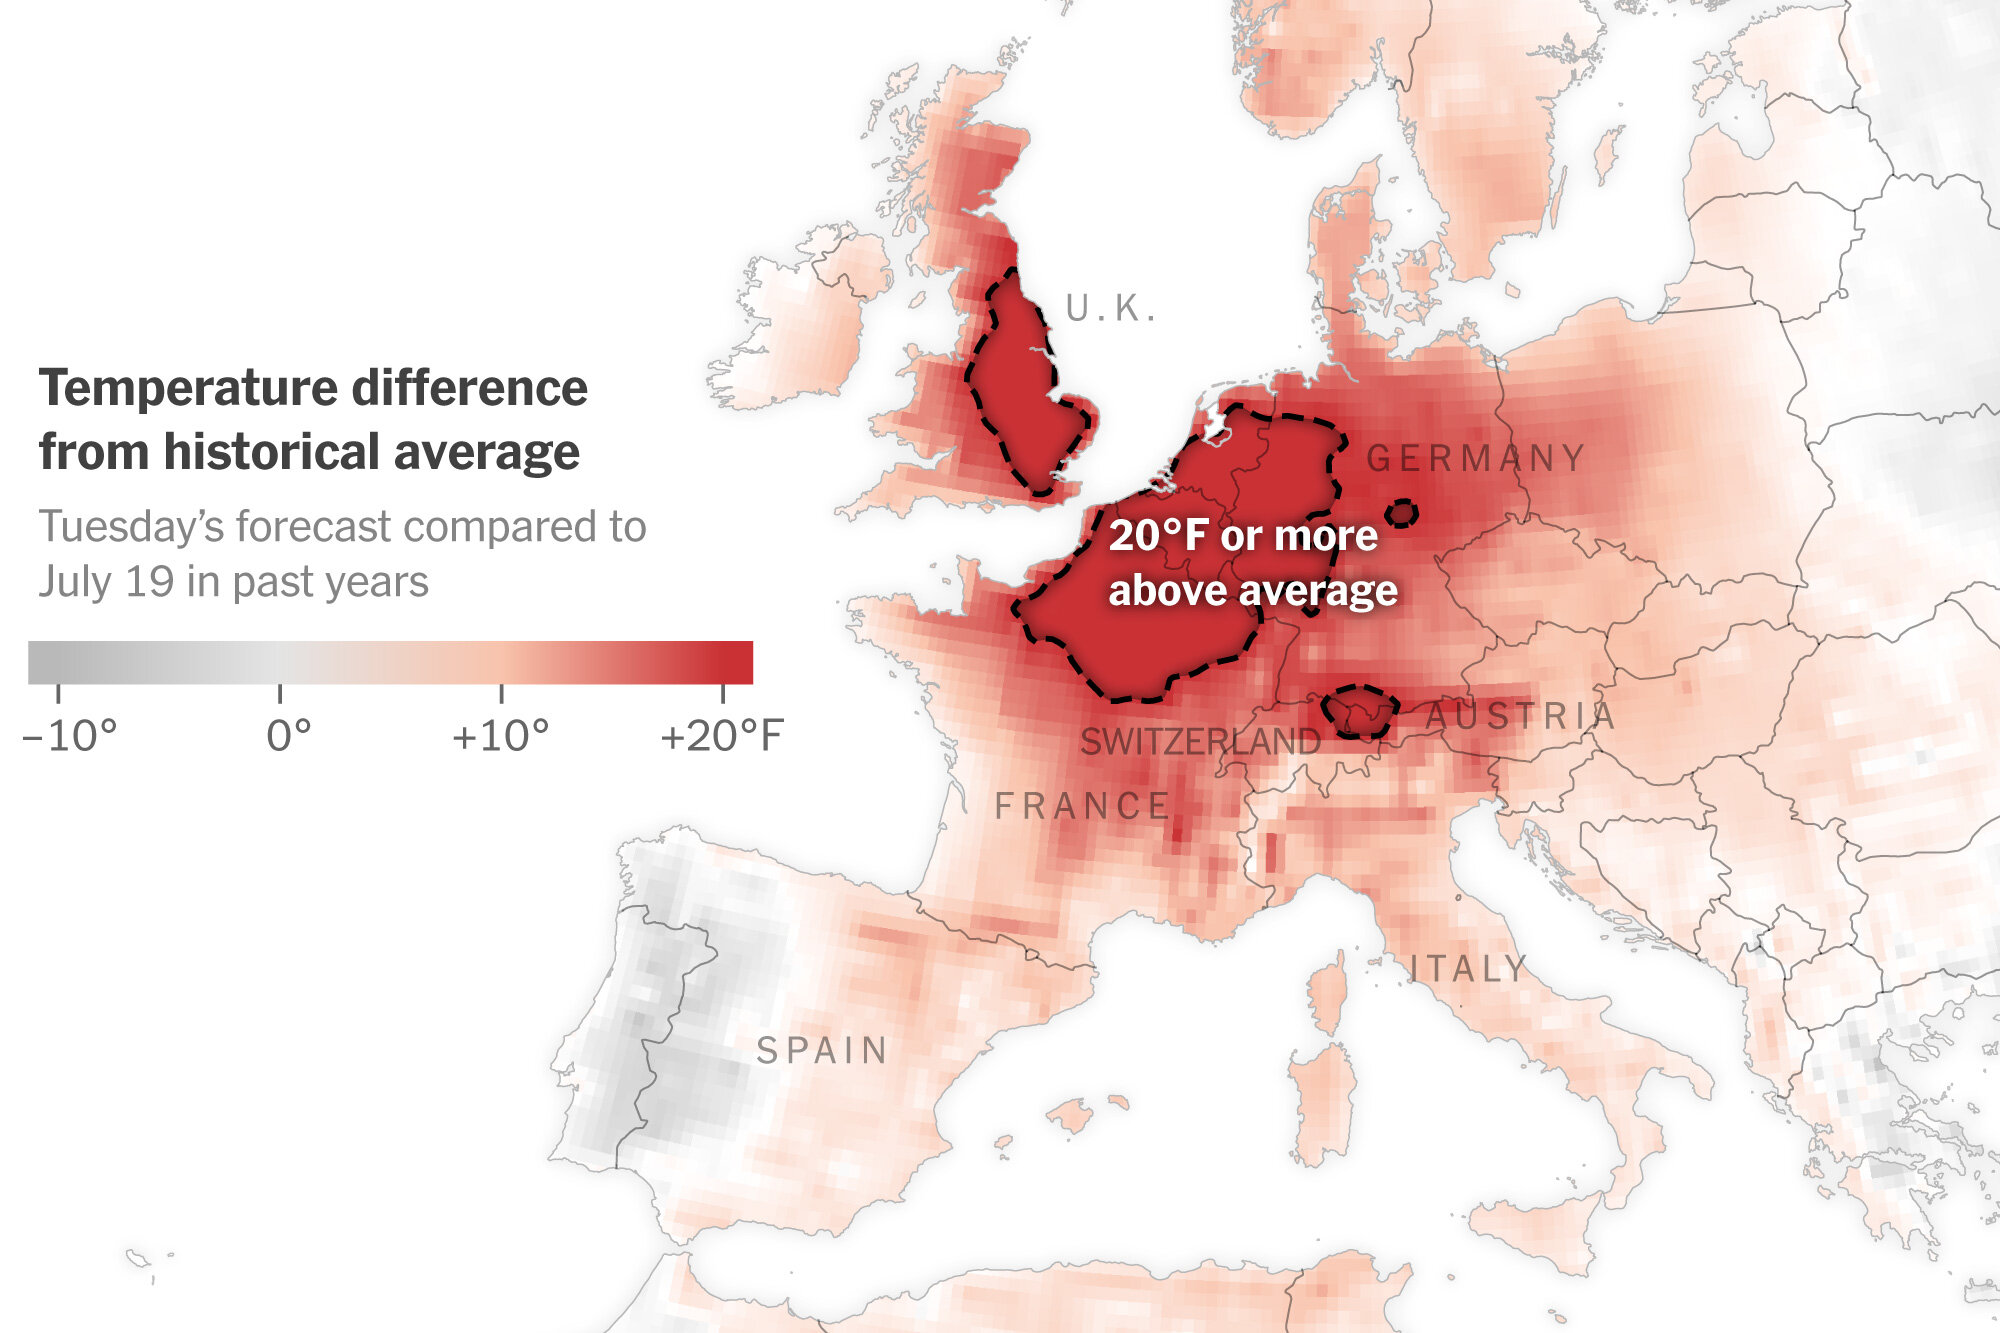 Temperature difference
from historical average
Tuesday’s forecast compared to
July 19 in past years
−10°
0°
+10°
+20°F
U.K.
GERMANY
20°F or more
above average
AUSTRIA
SWITZERLAND
FRANCE
ITALY
SPAIN